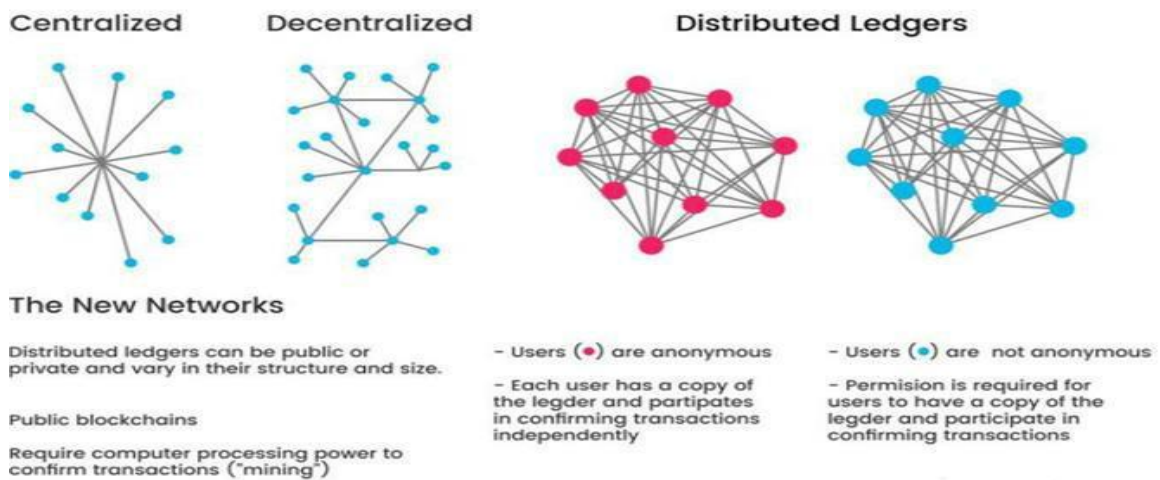 Centralized
Decentralized
Distributed Ledgers
The New Networks
Distributed ledgers can be public or
private and vary in their structure and size.
Public blockchains
Require computer processing power to
confirm transactions ("mining")
- Users (●) are anonymous
- Each user has a copy of
the legder and partipates
in confirming transactions
independently
- Users (●) are not anonymous
- Permision is required for
users to have a copy of the
legder and participate in
confirming transactions